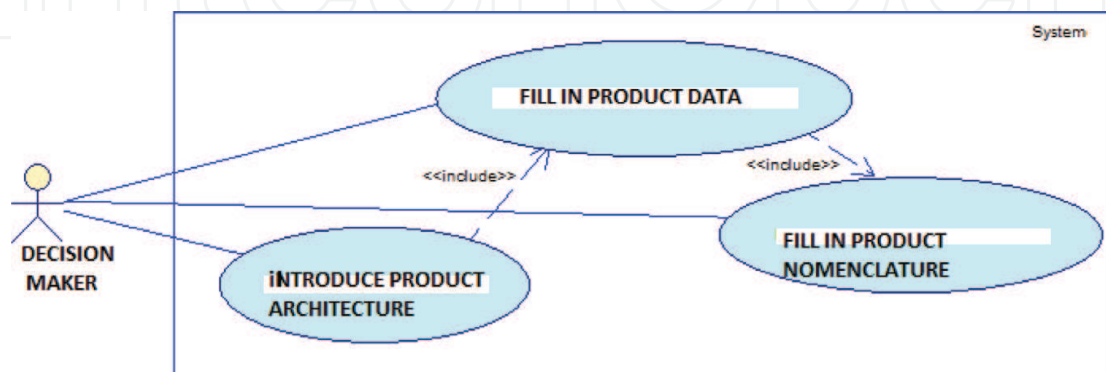 System
FILL IN PRODUCT DATA
<<include>>
<<include>>
DECISION
MAKER
FILL IN PRODUCT
NOMENCLATURE
iNTRODUCE PRODUCT
ARCHITECTURE